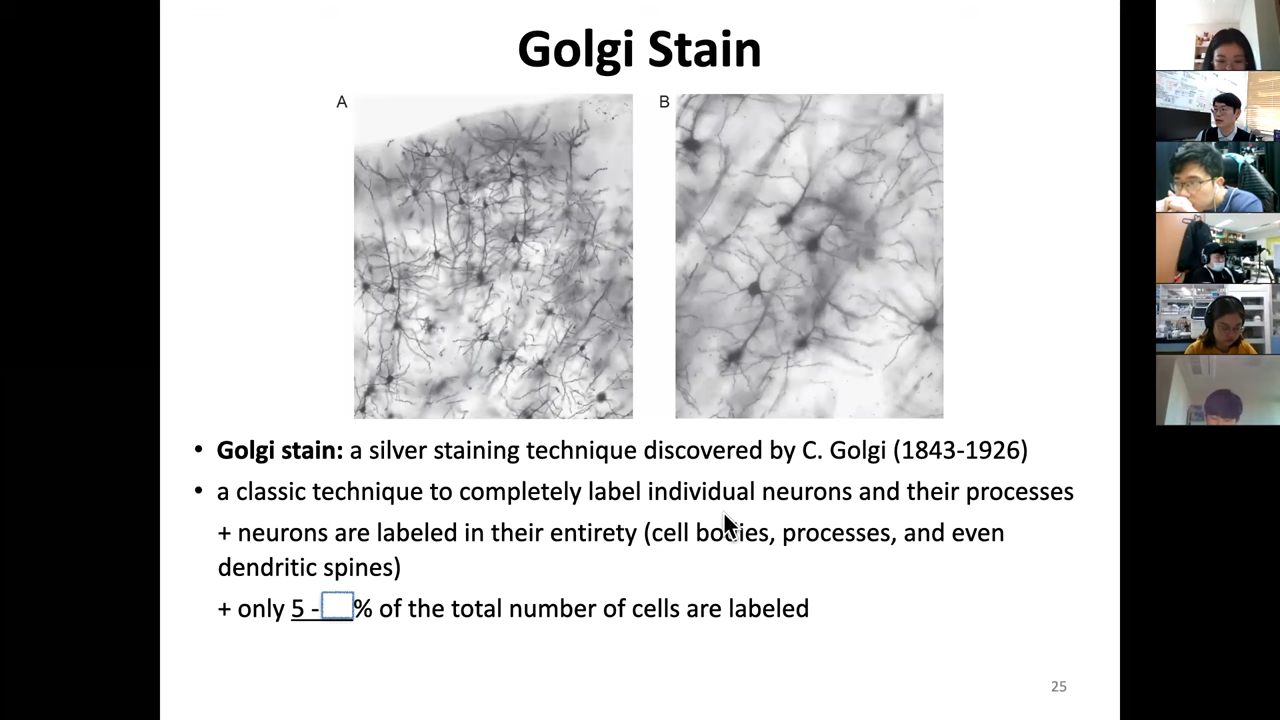 Golgi Stain
A
B
• Golgi stain: a silver staining technique discovered by C. Golgi (1843-1926)
• a classic technique to completely label individual neurons and their processes
+ neurons are labeled in their entirety (cell bodies, processes, and even
dendritic spines)
+ only 5 - % of the total number of cells are labeled
25